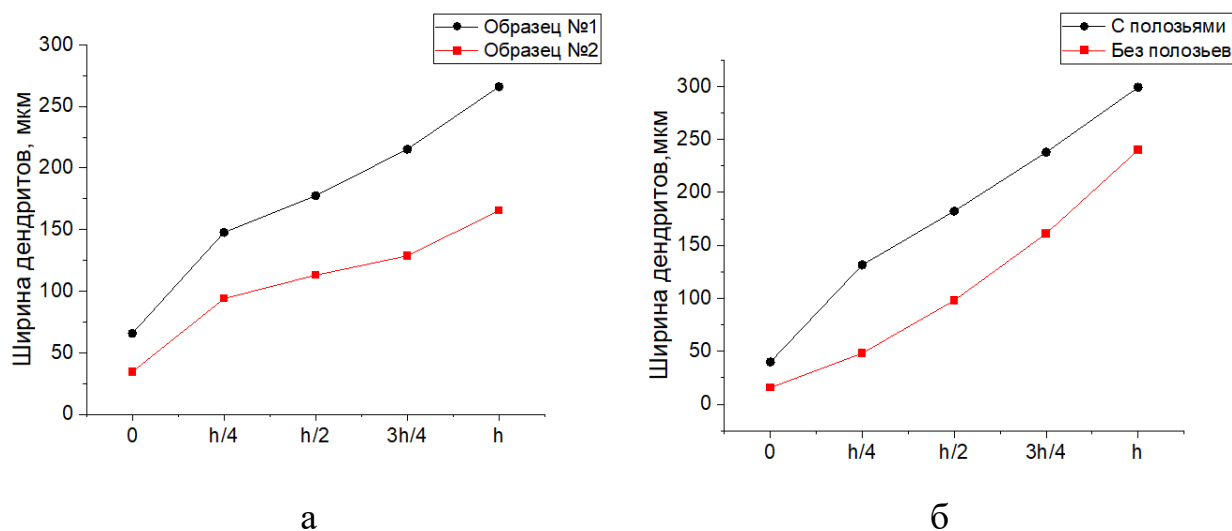 Образец №1
Образец №2
Ширина дендритов, мкм
300
250
200
150
100
50
0
0 h/4 h/2 3h/4 h
а
С полозьями
Без полозьев
Ширина дендритов,мкм
300
250
200
150
100
50
0
0 h/4 h/2 3h/4 h
б